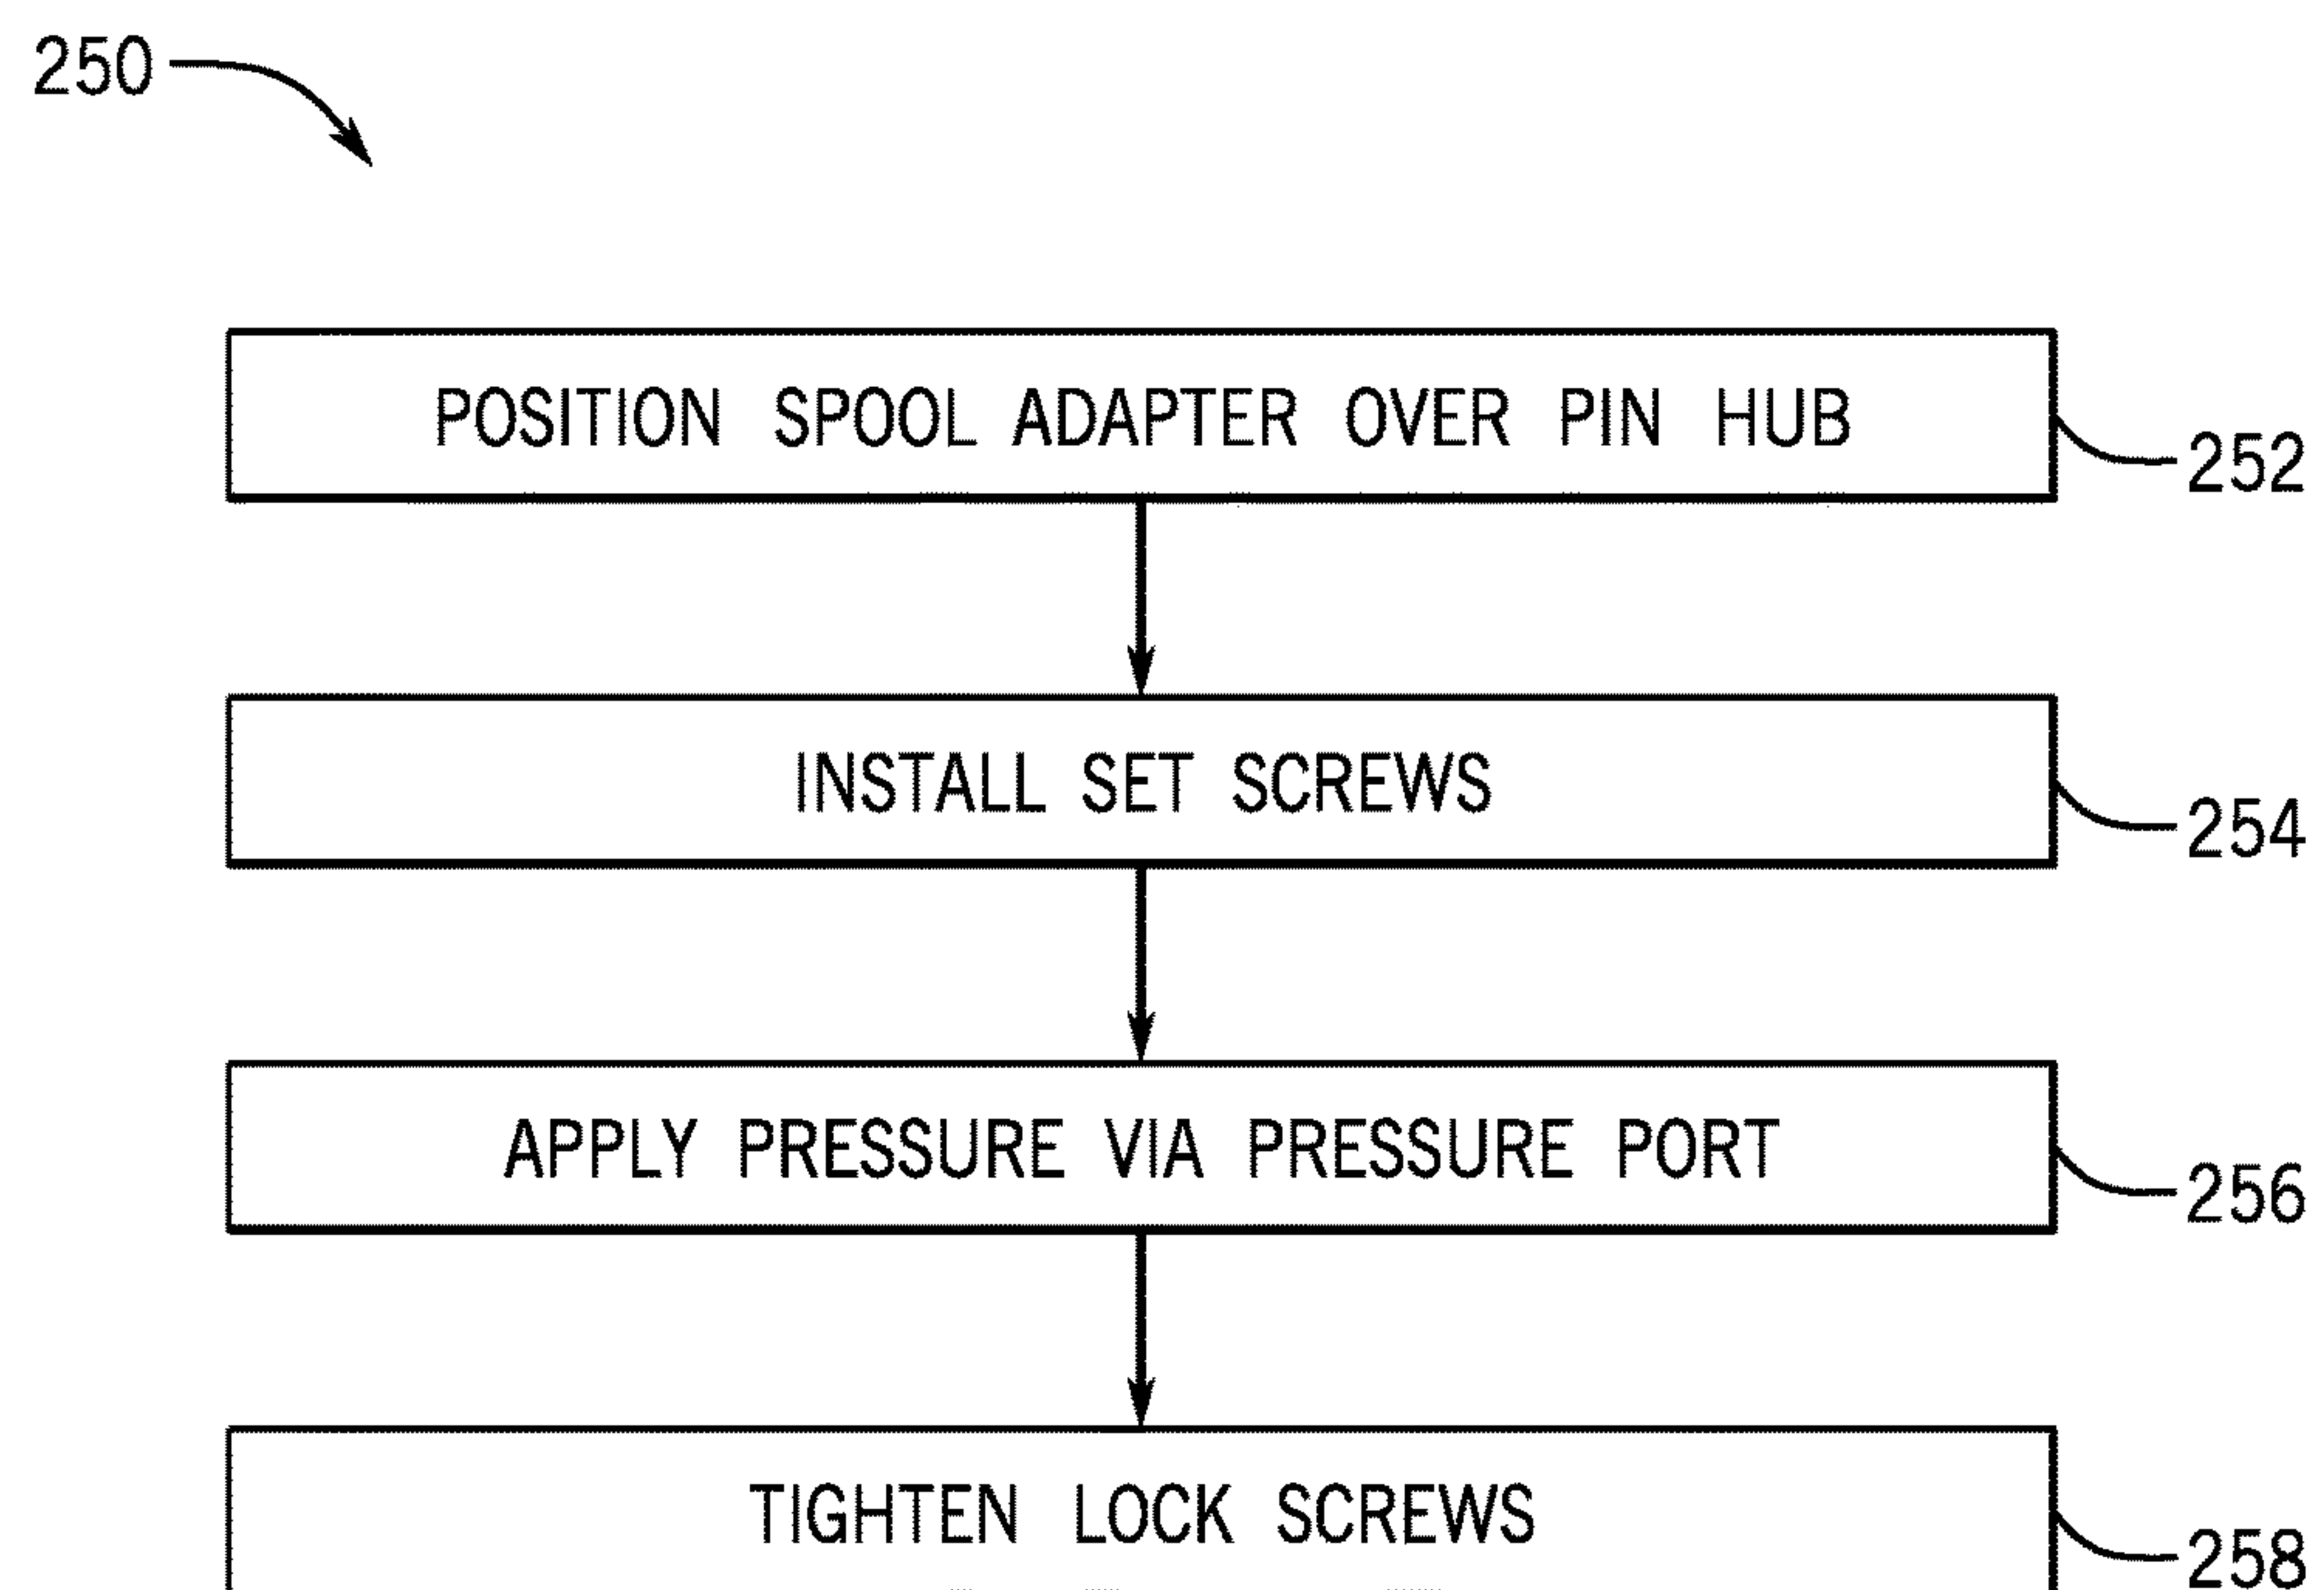 250
POSITION SPOOL ADAPTER OVER PIN HUB
252
INSTALL SET SCREWS
254
APPLY PRESSURE VIA PRESSURE PORT
256
TIGHTEN LOCK SCREWS
258